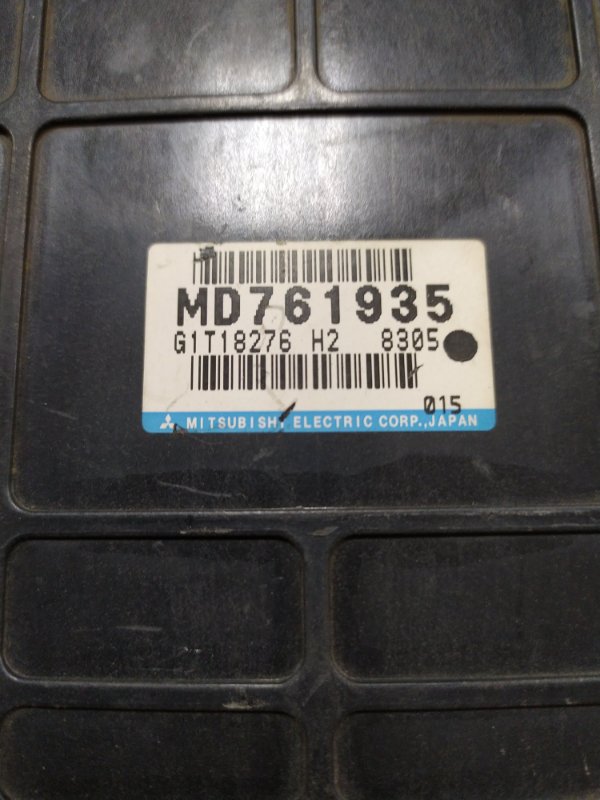 MD761935
G1T18276 H2 8305
015
MITSUBISHI ELECTRIC CORP.,JAPAN